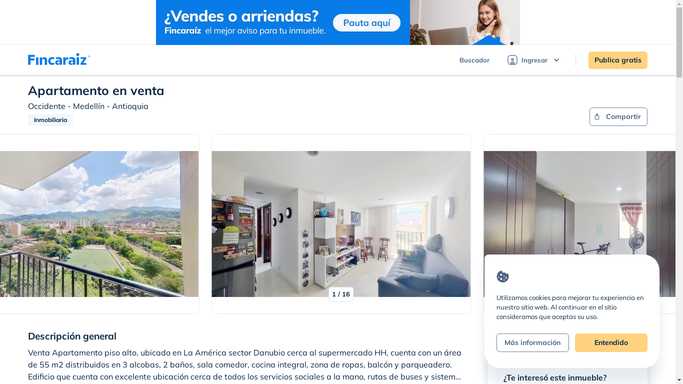 ¿Vendes o arriendas?
Fincaraíz el mejor aviso para tu inmueble.
Pauta aquí
Fincaraíz
Buscador
Ingresar
Publica gratis
Apartamento en venta
Occidente - Medellín - Antioquia
Inmobiliaria
Compartir
1 / 16
Utilizamos cookies para mejorar tu experiencia en
nuestro sitio web. Al continuar en el sitio
consideramos que aceptas su uso.
Más información
Entendido
Descripción general
Venta Apartamento piso alto, ubicado en La América sector Danubio cerca al supermercado HH, cuenta con un área
de 55 m2 distribuidos en 3 alcobas, 2 baños, sala comedor, cocina integral, zona de ropas, balcón y parqueadero.
Edificio que cuenta con excelente ubicación cerca de todos los servicios sociales a la mano, rutas de buses y sistem...
¿Te interesó este inmueble?